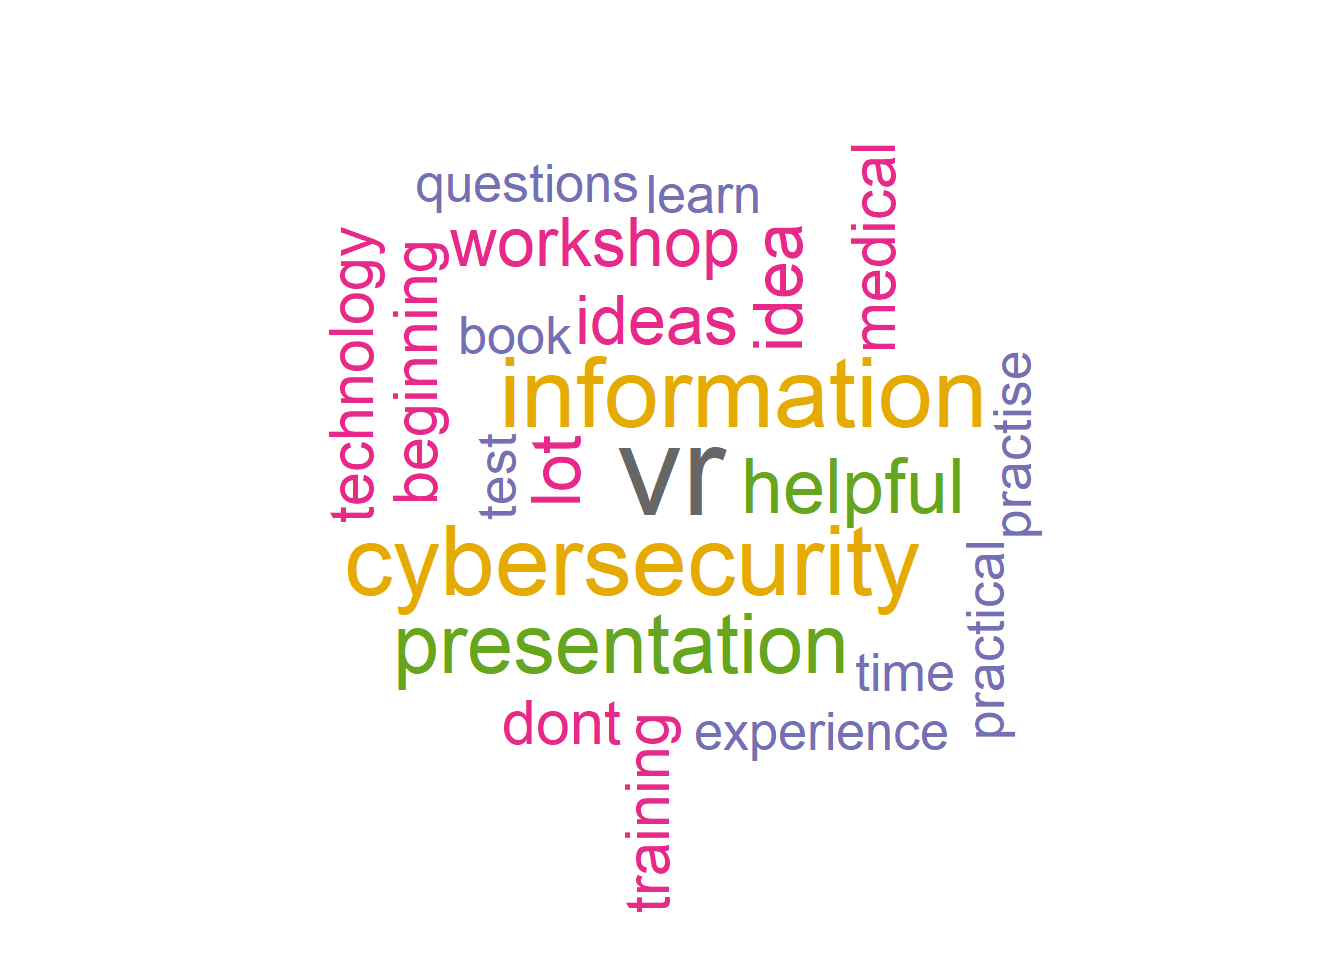 questions
learn
medical
workshop
idea
technology
beginning
ideas
book
information
practise
test
lot
vr
helpful
cybersecurity
practical
presentation
time
dont
experience
training